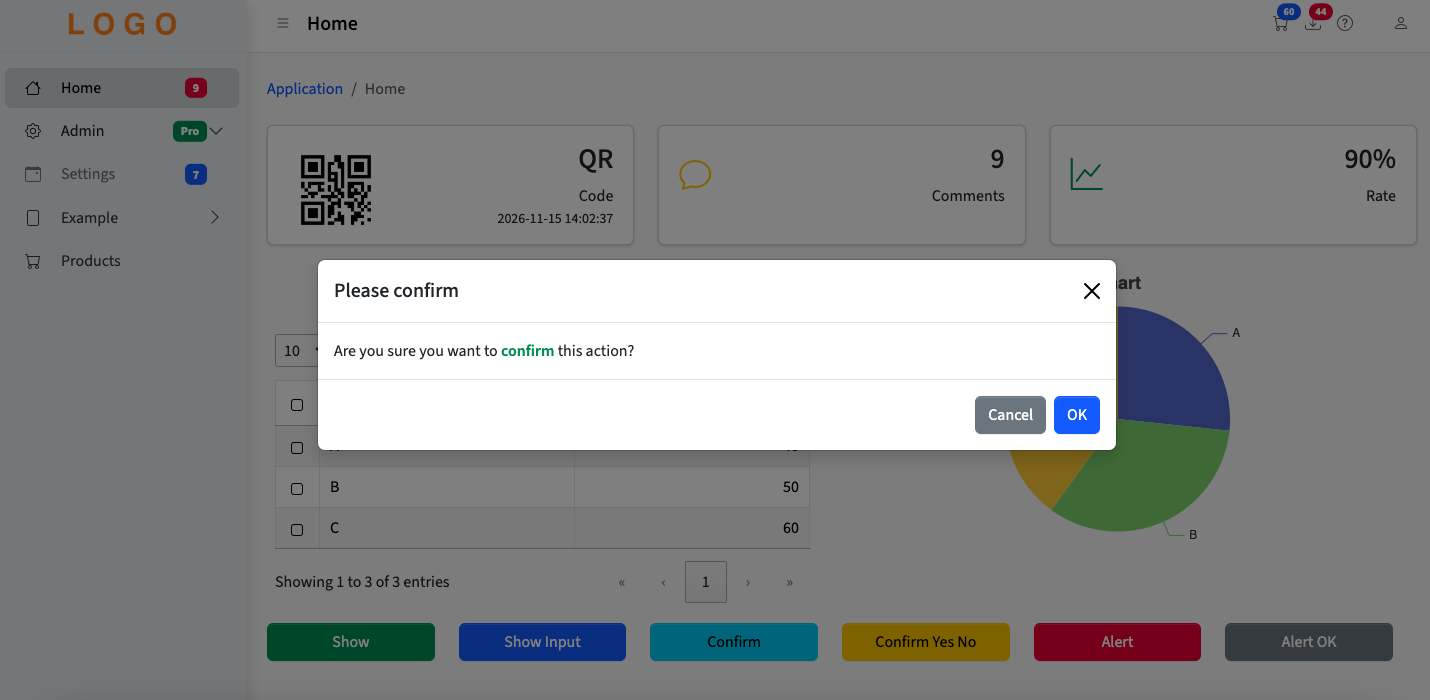 LOGO
Home
60
44
Home
9
Admin
Pro
Settings
7
Example
Products
Application / Home
QR
Code
2026-11-15 14:02:37
9
Comments
90%
Rate
Please confirm
Are you sure you want to confirm this action?
Cancel
OK
10
B 50
C 60
A
B
Showing 1 to 3 of 3 entries
« ‹ 1 › »
Show
Show Input
Confirm
Confirm Yes No
Alert
Alert OK